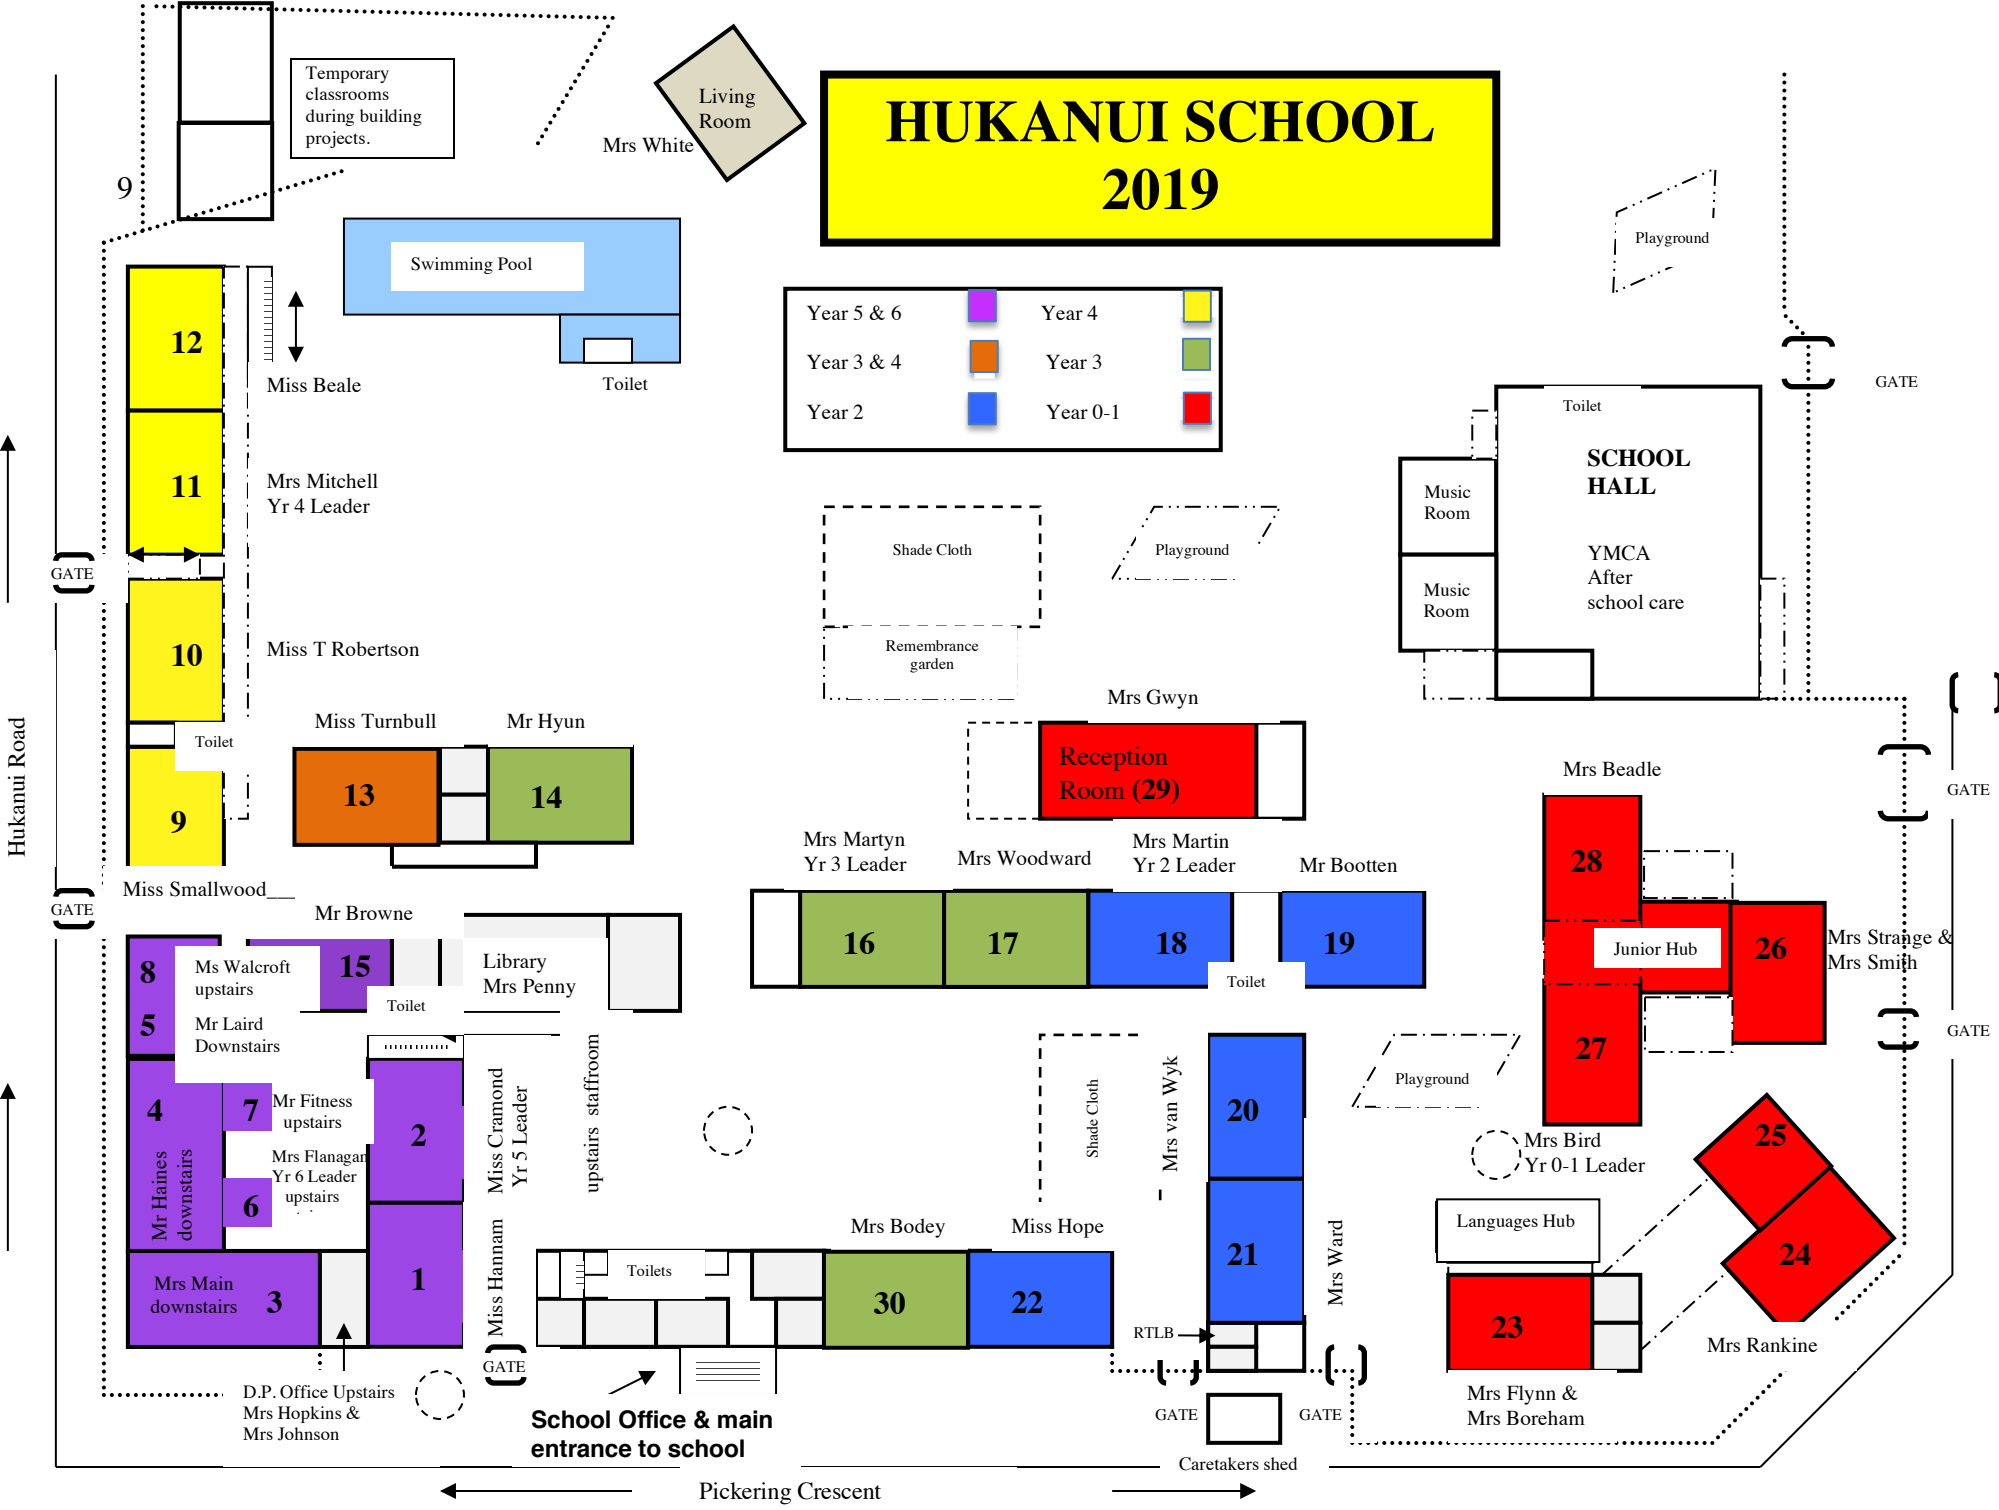 Temporary
classrooms
during building
projects.
9
Living
Room
Mrs White
HUKANUI SCHOOL
2019
Playground
Swimming Pool
Toilet
Year 5 & 6
Year 4
Year 3 & 4
Year 3
Year 2
Year 0-1
12
Miss Beale
11
Mrs Mitchell
Yr 4 Leader
GATE
10
Miss T Robertson
Toilet
9
Miss Smallwood___
GATE
Hukanui Road
Miss Turnbull
Mr Hyun
13
14
Shade Cloth
Playground
Remembrance
garden
Toilet
SCHOOL
HALL
YMCA
After
school care
Music
Room
Music
Room
GATE
Mrs Gwyn
Reception
Room (29)
Mrs Martyn
Yr 3 Leader
Mrs Woodward
Mrs Martin
Yr 2 Leader
Mr Bootten
16
17
18
19
Toilet
Mrs Beadle
28
Junior Hub
26
Mrs Strange &
Mrs Smith
27
GATE
GATE
Mr Browne
8
Ms Walcroft
upstairs
15
Toilet
Library
Mrs Penny
5
Mr Laird
Downstairs
4
7
Mr Fitness
upstairs
2
Miss Cramond
Yr 5 Leader
upstairs staffroom
Mr Haines
downstairs
6
Mrs Flanagan
Yr 6 Leader
upstairs
Mrs Main
downstairs
3
1
Miss Hannam
GATE
D.P. Office Upstairs
Mrs Hopkins &
Mrs Johnson
Toilets
Mrs Bodey
Miss Hope
30
22
School Office & main
entrance to school
Shade Cloth
Mrs van Wyk
20
21
Mrs Ward
RTLB
GATE
GATE
Caretakers shed
Playground
Mrs Bird
Yr 0-1 Leader
25
24
Mrs Rankine
Languages Hub
23
Mrs Flynn &
Mrs Boreham
Pickering Crescent